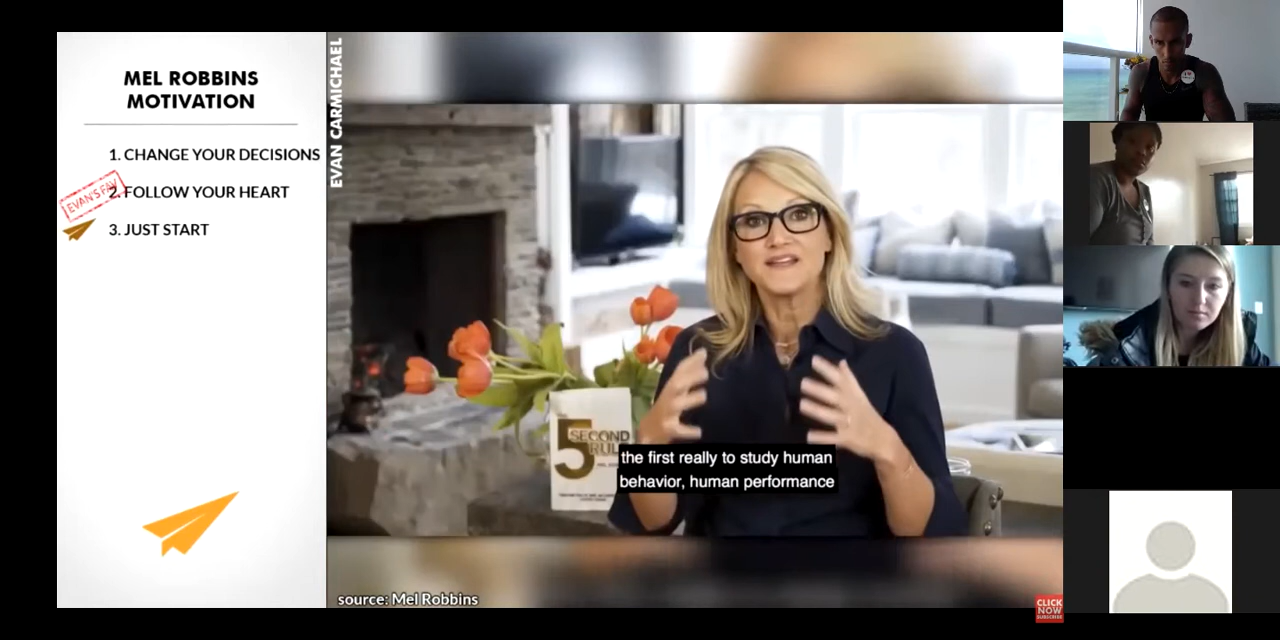 MEL ROBBINS
MOTIVATION
1. CHANGE YOUR DECISIONS
EVAN'S FAV
2. FOLLOW YOUR HEART
3. JUST START
EVAN CARMICHAEL
5
SECOND
the first really to study human
behavior, human performance
source: Mel Robbins
CLICK
NOW
SUBSCRIBE